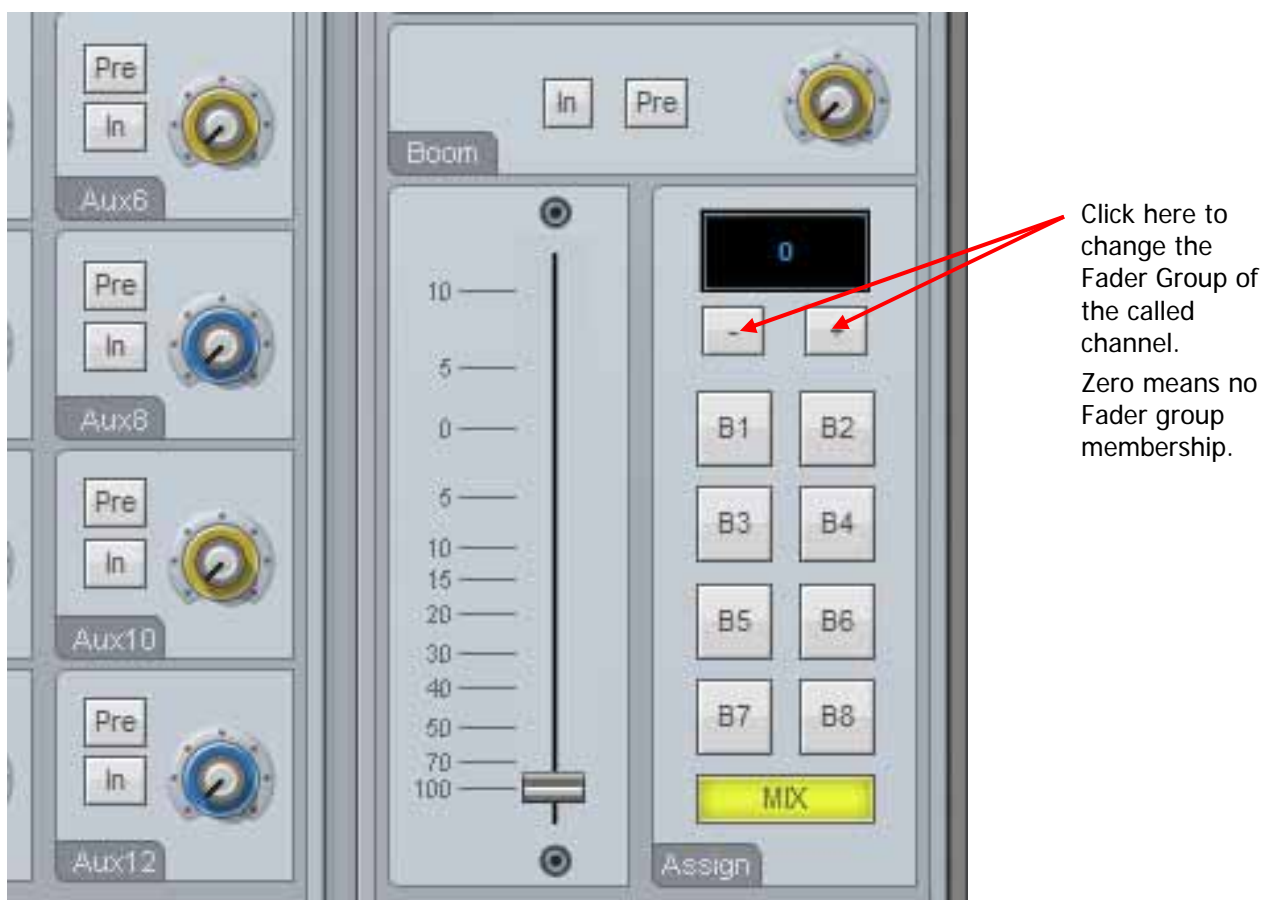 Pre
In
Aux6
Pre
In
Aux8
Pre
In
Aux10
Pre
In
Aux12
In
Pre
Boom
10
5
0
5
10
15
20
30
40
50
70
100
0
-
+
B1
B2
B3
B4
B5
B6
B7
B8
MIX
Assign
Click here to
change the
Fader Group of
the called
channel.
Zero means no
Fader group
membership.